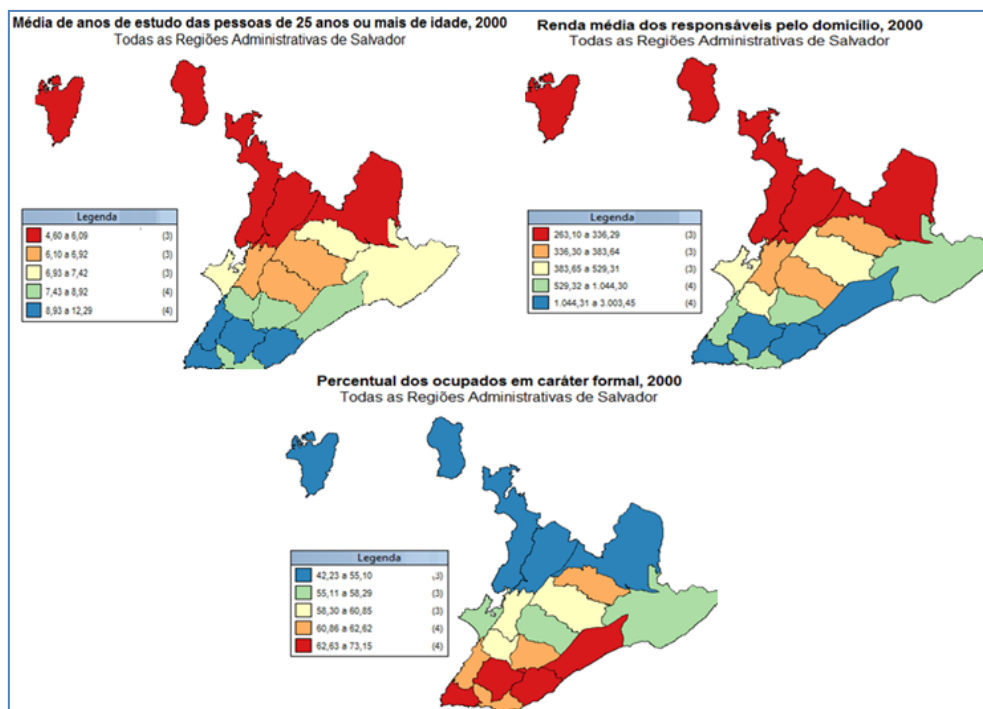 Média de anos de estudo das pessoas de 25 anos ou mais de idade, 2000
Todas as Regiões Administrativas de Salvador
Legenda
4,60 a 6,09 (3)
6,10 a 6,92 (3)
6,93 a 7,42 (3)
7,43 a 8,92 (4)
8,93 a 12,29 (4)
Renda média dos responsáveis pelo domicílio, 2000
Todas as Regiões Administrativas de Salvador
Legenda
263,10 a 336,29 (3)
336,30 a 383,64 (3)
383,65 a 529,31 (3)
529,32 a 1.044,30 (4)
1.044,31 a 3.003,45 (4)
Percentual dos ocupados em caráter formal, 2000
Todas as Regiões Administrativas de Salvador
Legenda
42,23 a 55,10 (3)
55,11 a 58,29 (3)
58,30 a 60,85 (3)
60,86 a 62,62 (4)
62,63 a 73,15 (4)